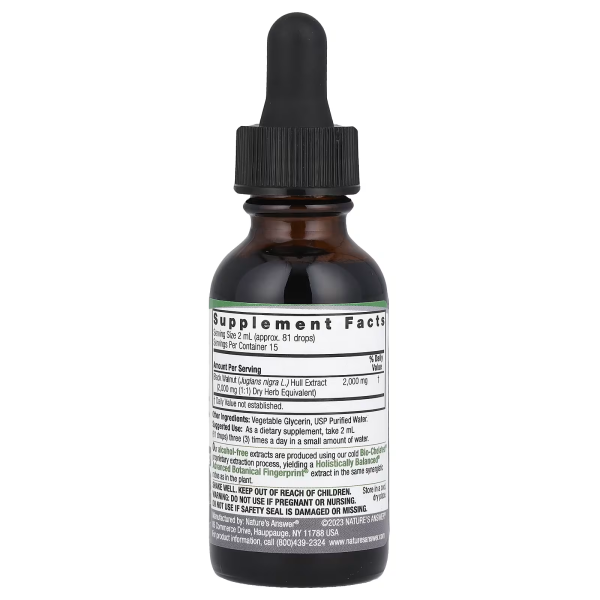 Supplement Facts
Serving Size 2 mL (approx. 81 drops)
Servings Per Container 15
% Daily
Amount Per Serving Value
Black Walnut (Juglans nigra L.) Hull Extract 2,000 mg †
(2,000 mg (1:1) Dry Herb Equivalent)
† Daily Value not established.
Other Ingredients: Vegetable Glycerin, USP Purified Water.
Suggested Use: As a dietary supplement, take 2 mL
drops) three (3) times a day in a small amount of water.
alcohol-free extracts are produced using our cold Bio-Chelated®
proprietary extraction process, yielding a Holistically Balanced®
Advanced Botanical Fingerprint® extract in the same synergistic
as in the plant.
SHAKE WELL. KEEP OUT OF REACH OF CHILDREN. Store in a cool,
WARNING: DO NOT USE IF PREGNANT OR NURSING. dry place.
DO NOT USE IF SAFETY SEAL IS DAMAGED OR MISSING.
Manufactured by: Nature's Answer® ©2023 NATURE'S ANSWER®
Commerce Drive, Hauppauge, NY 11788 USA
product information, call (800)439-2324 www.naturesanswer.com